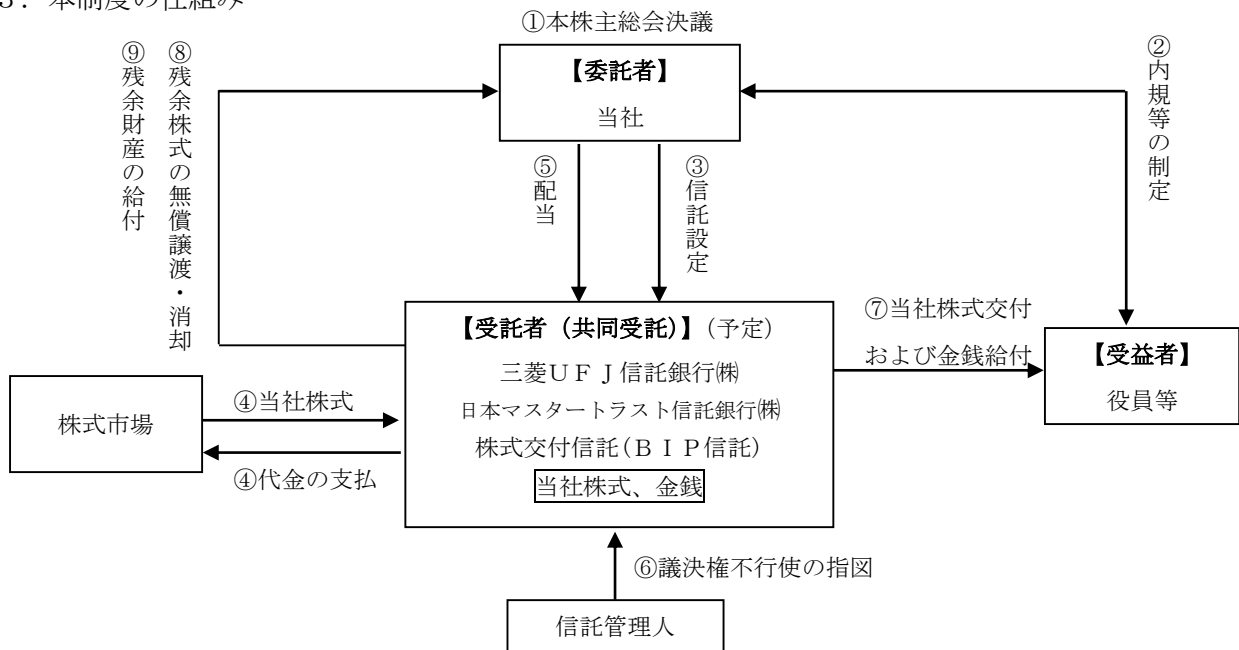 3．本制度の仕組み
①本株主総会決議
【委託者】
当社
②内規等の制定
⑨残余財産の給付
⑧残余株式の無償譲渡・消却
⑤配当
③信託設定
【受託者（共同受託）】(予定)
三菱UFJ信託銀行㈱
日本マスタートラスト信託銀行㈱
株式交付信託(BIP信託)
当社株式、金銭
⑦当社株式交付
および金銭給付
【受益者】
役員等
株式市場
④当社株式
④代金の支払
⑥議決権不行使の指図
信託管理人